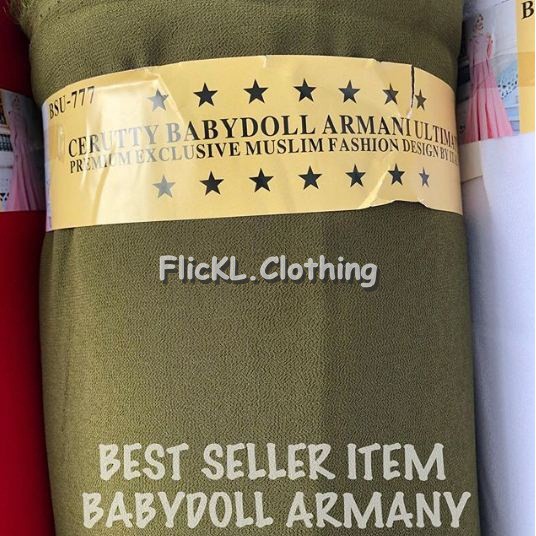 BSU-777
CERUTTY BABYDOLL ARMANI ULTIMA
PREMIUM EXCLUSIVE MUSLIM FASHION DESIGN BY
FlicKL.Clothing
BEST SELLER ITEM
BABYDOLL ARMANY
B